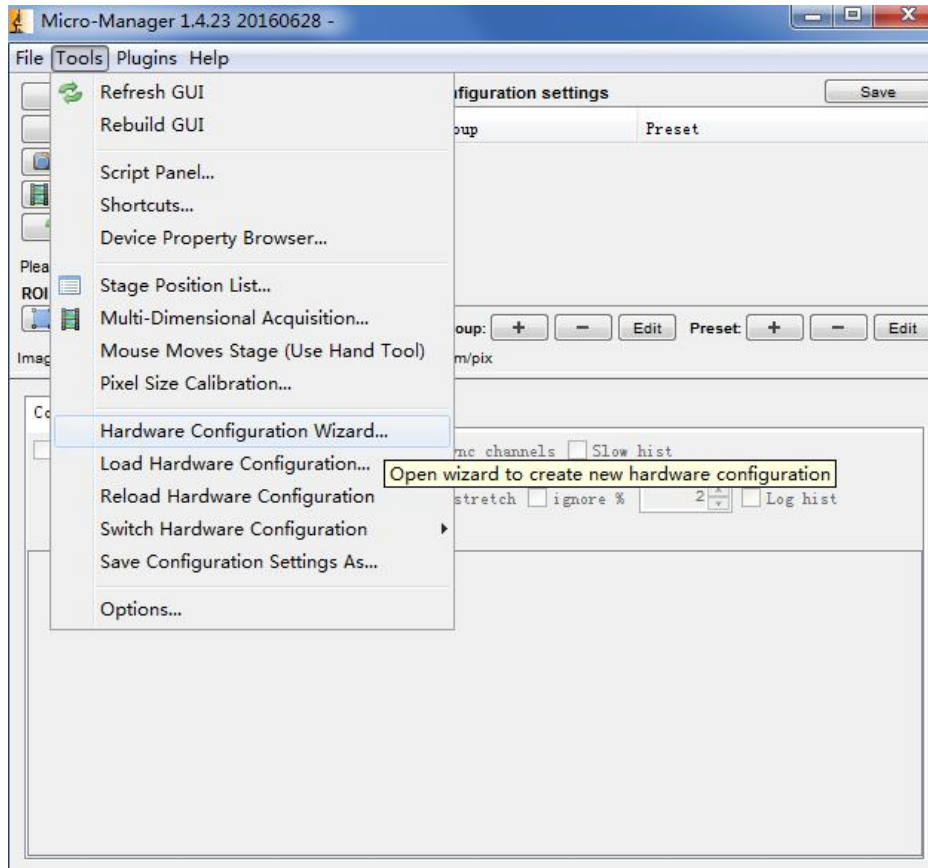 Micro-Manager 1.4.23 20160628 -
File Tools Plugins Help
Refresh GUI
figuration settings
Save
Rebuild GUI
oup
Preset
Script Panel...
Shortcuts...
Device Property Browser...
Plea
Stage Position List...
ROI
Multi-Dimensional Acquisition...
oup: + - Edit Preset: + - Edit
Mouse Moves Stage (Use Hand Tool)
Imag
m/pix
Pixel Size Calibration...
Co
Hardware Configuration Wizard...
nc channels Slow hist
Load Hardware Configuration...
Open wizard to create new hardware configuration
Reload Hardware Configuration
stretch ignore % 2 Log hist
Switch Hardware Configuration
Save Configuration Settings As...
Options...